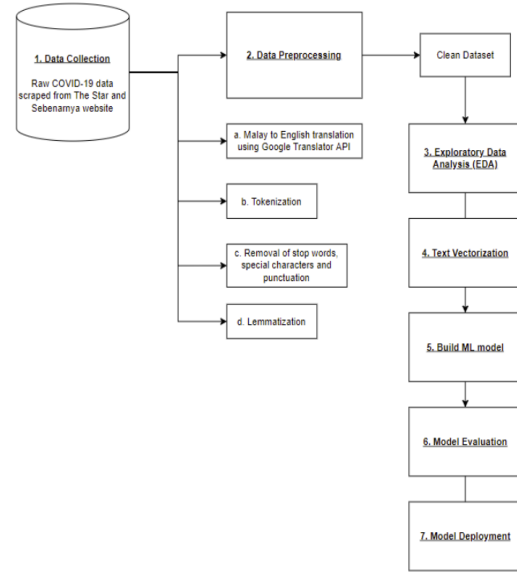 1. Data Collection
Raw COVID-19 data
scraped from The Star and
Sebenarnya website
2. Data Preprocessing
a. Malay to English translation
using Google Translator API
b. Tokenization
c. Removal of stop words,
special characters and
punctuation
d. Lemmatization
Clean Dataset
3. Exploratory Data
Analysis (EDA)
4. Text Vectorization
5. Build ML model
6. Model Evaluation
7. Model Deployment